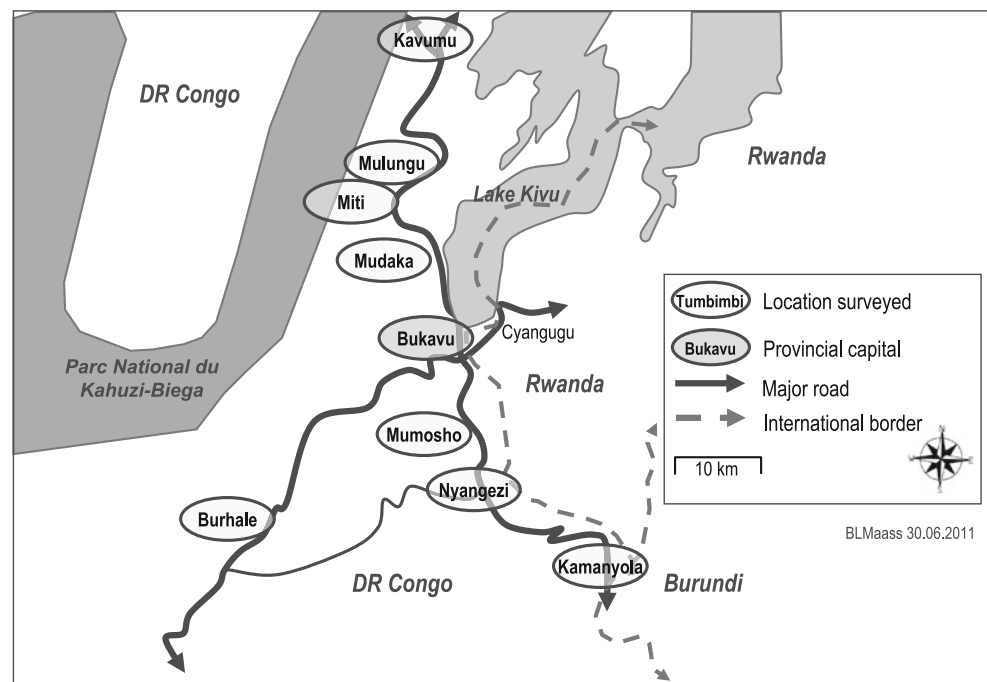 Kavumu
DR Congo
Mulungu
Rwanda
Miti
Lake Kivu
Mudaka
Tumbimbi
Location surveyed
Bukavu
Cyangugu
Bukavu
Provincial capital
Parc National du
Kahuzi-Biega
Rwanda
Major road
International border
Mumosho
N
W
E
S
10 km
Nyangezi
Burhale
BLMaass 30.06.2011
Kamanyola
DR Congo
Burundi